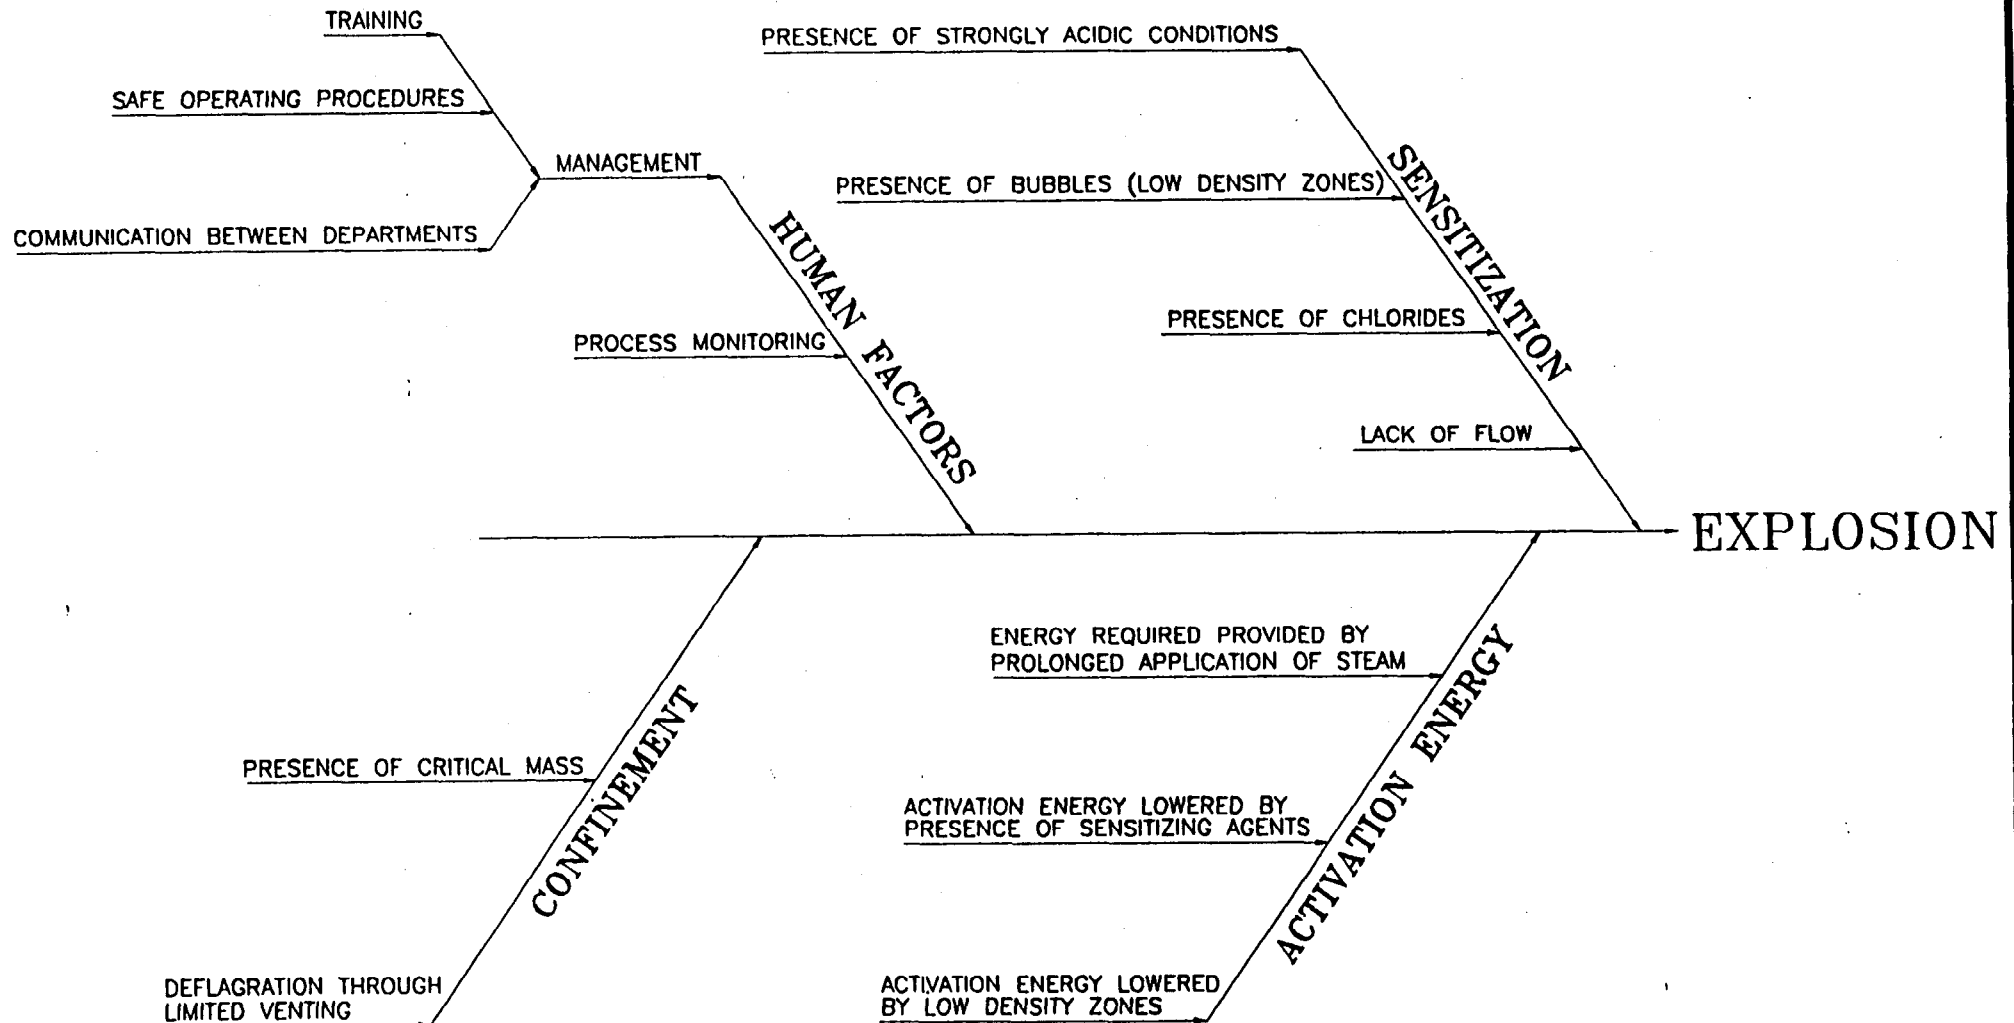 TRAINING
PRESENCE OF STRONGLY ACIDIC CONDITIONS
SAFE OPERATING PROCEDURES
MANAGEMENT
PRESENCE OF BUBBLES (LOW DENSITY ZONES)
SENSITIZATION
COMMUNICATION BETWEEN DEPARTMENTS
HUMAN FACTORS
PRESENCE OF CHLORIDES
PROCESS MONITORING
LACK OF FLOW
EXPLOSION
ENERGY REQUIRED PROVIDED BY
PROLONGED APPLICATION OF STEAM
CONFINEMENT
ACTIVATION ENERGY
PRESENCE OF CRITICAL MASS
ACTIVATION ENERGY LOWERED BY
PRESENCE OF SENSITIZING AGENTS
DEFLAGRATION THROUGH
LIMITED VENTING
ACTIVATION ENERGY LOWERED
BY LOW DENSITY ZONES